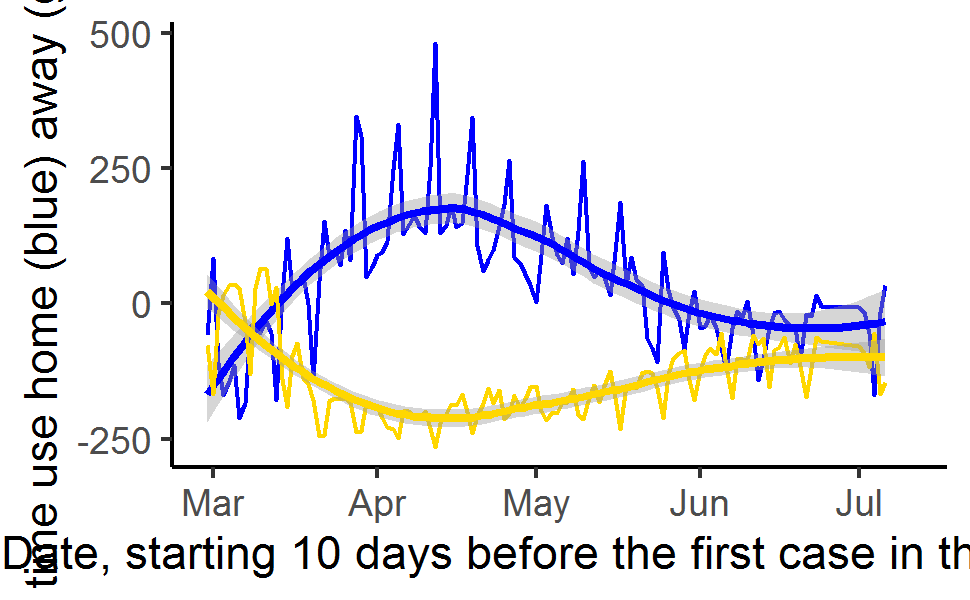 time use home (blue) away (
500
250
0
-250
Mar Apr May Jun Jul
Date, starting 10 days before the first case in th